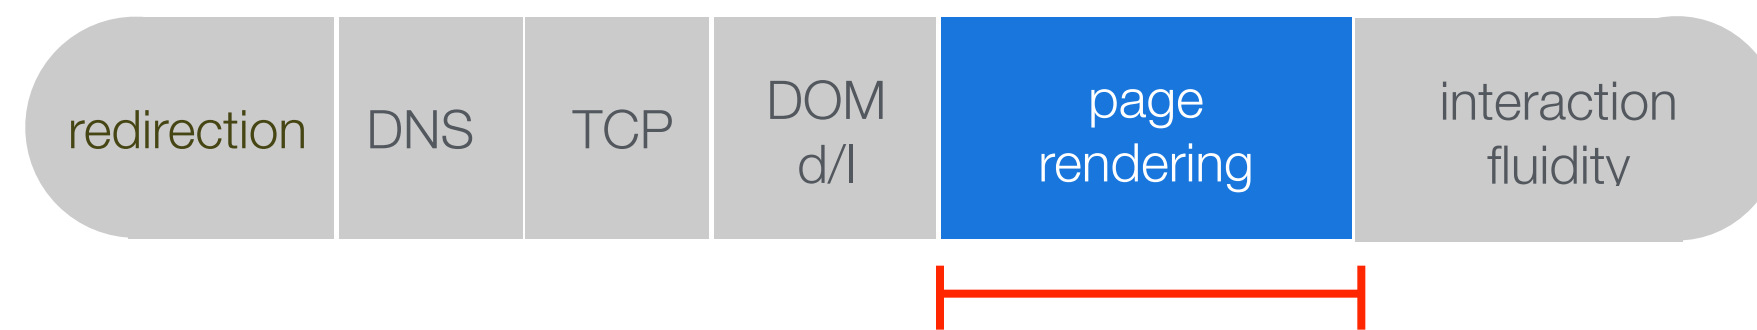 redirection
DNS
TCP
DOM
d/l
page
rendering
interaction
fluidity